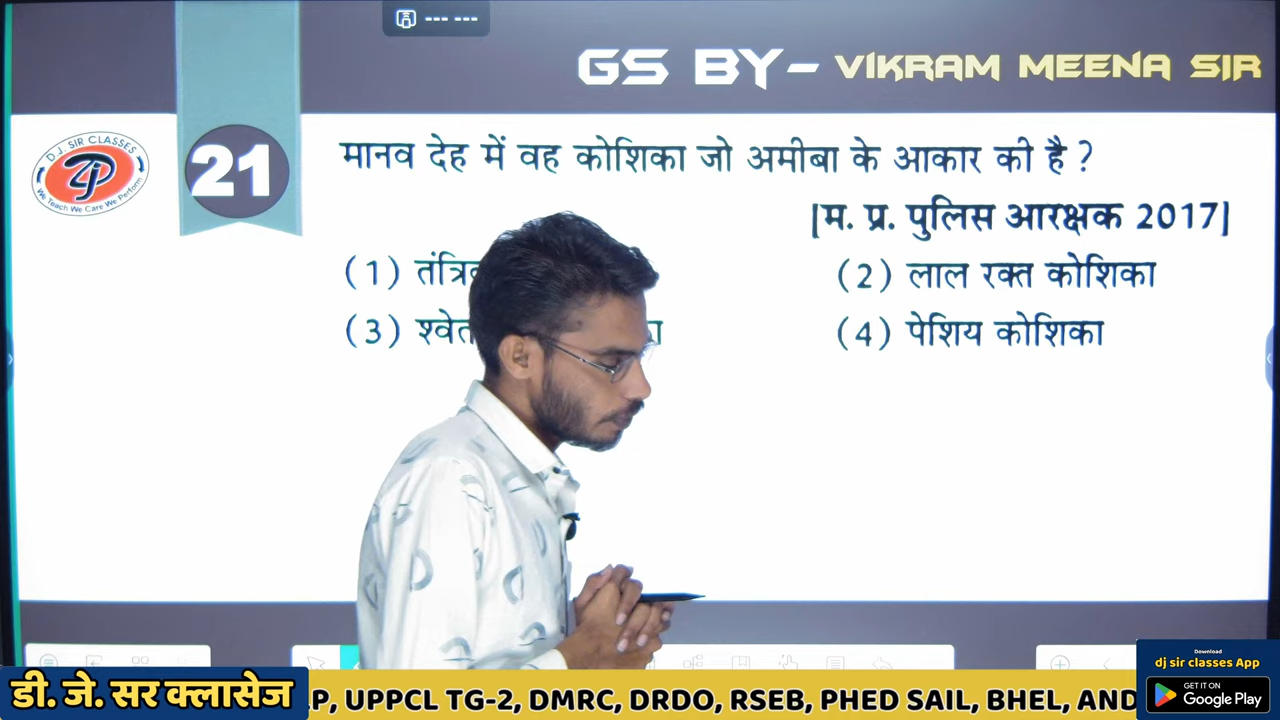 GS BY- VIKRAM MEENA SIR
D.J. SIR CLASSES
We Teach We Care We Perform
21
मानव देह में वह कोशिका जो अमीबा के आकार की है ?
[म. प्र. पुलिस आरक्षक 2017]
(1)
(2) लाल रक्त कोशिका
(3)
(4) पेशिय कोशिका
डी. जे. सर क्लासेज
P, UPPCL TG-2, DMRC, DRDO, RSEB, PHED SAIL, BHEL, AND
Download
dj sir classes App
GET IT ON
Google Play